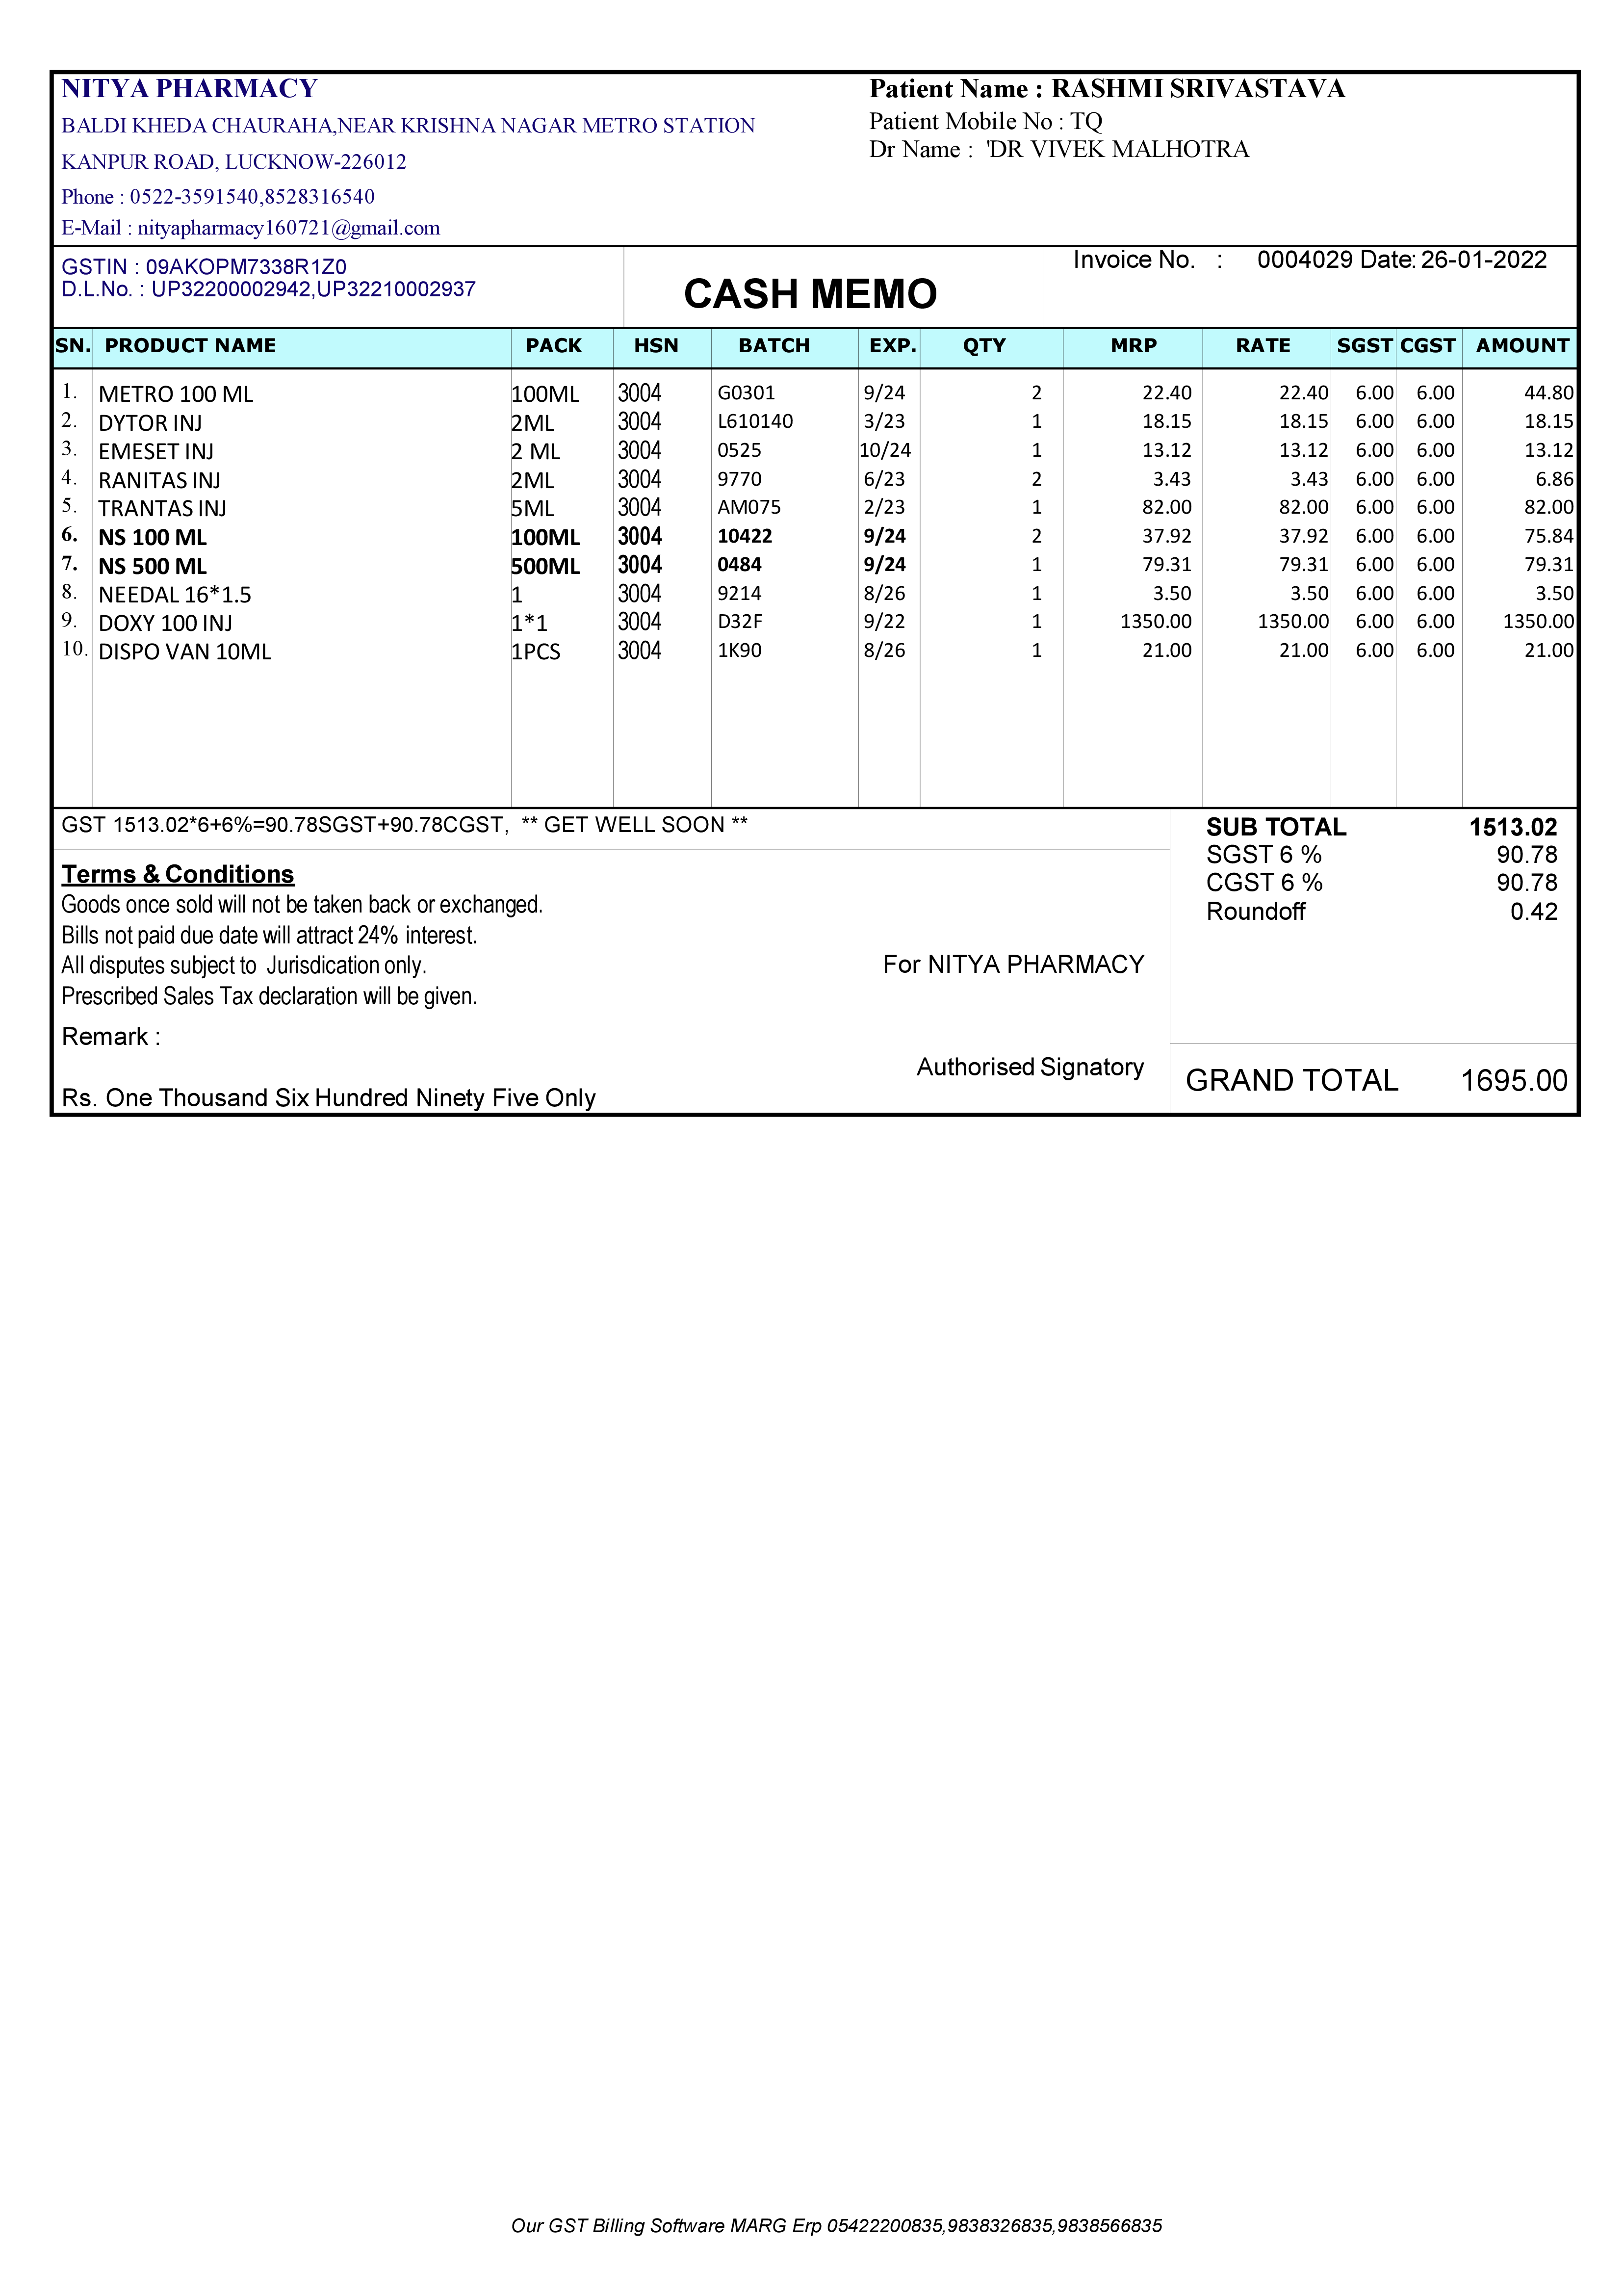 NITYA PHARMACY
BALDI KHEDA CHAURAHA,NEAR KRISHNA NAGAR METRO STATION
KANPUR ROAD, LUCKNOW-226012
Phone : 0522-3591540,8528316540
E-Mail : nityapharmacy160721@gmail.com
Patient Name : RASHMI SRIVASTAVA
Patient Mobile No : TQ
Dr Name : 'DR VIVEK MALHOTRA
GSTIN : 09AKOPM7338R1Z0
D.L.No. : UP32200002942,UP32210002937
CASH MEMO
Invoice No. : 0004029 Date: 26-01-2022
SN. PRODUCT NAME PACK HSN BATCH EXP. QTY MRP RATE SGST CGST AMOUNT
1. METRO 100 ML 100ML 3004 G0301 9/24 2 22.40 22.40 6.00 6.00 44.80
2. DYTOR INJ 2ML 3004 L610140 3/23 1 18.15 18.15 6.00 6.00 18.15
3. EMESET INJ 2 ML 3004 0525 10/24 1 13.12 13.12 6.00 6.00 13.12
4. RANITAS INJ 2ML 3004 9770 6/23 2 3.43 3.43 6.00 6.00 6.86
5. TRANTAS INJ 5ML 3004 AM075 2/23 1 82.00 82.00 6.00 6.00 82.00
6. NS 100 ML 100ML 3004 10422 9/24 2 37.92 37.92 6.00 6.00 75.84
7. NS 500 ML 500ML 3004 0484 9/24 1 79.31 79.31 6.00 6.00 79.31
8. NEEDAL 16*1.5 1 3004 9214 8/26 1 3.50 3.50 6.00 6.00 3.50
9. DOXY 100 INJ 1*1 3004 D32F 9/22 1 1350.00 1350.00 6.00 6.00 1350.00
10. DISPO VAN 10ML 1PCS 3004 1K90 8/26 1 21.00 21.00 6.00 6.00 21.00
GST 1513.02*6+6%=90.78SGST+90.78CGST, ** GET WELL SOON **
Terms & Conditions
Goods once sold will not be taken back or exchanged.
Bills not paid due date will attract 24% interest.
All disputes subject to Jurisdication only.
Prescribed Sales Tax declaration will be given.
Remark :
Rs. One Thousand Six Hundred Ninety Five Only
For NITYA PHARMACY
Authorised Signatory
SUB TOTAL 1513.02
SGST 6 % 90.78
CGST 6 % 90.78
Roundoff 0.42
GRAND TOTAL 1695.00
Our GST Billing Software MARG Erp 05422200835,9838326835,9838566835